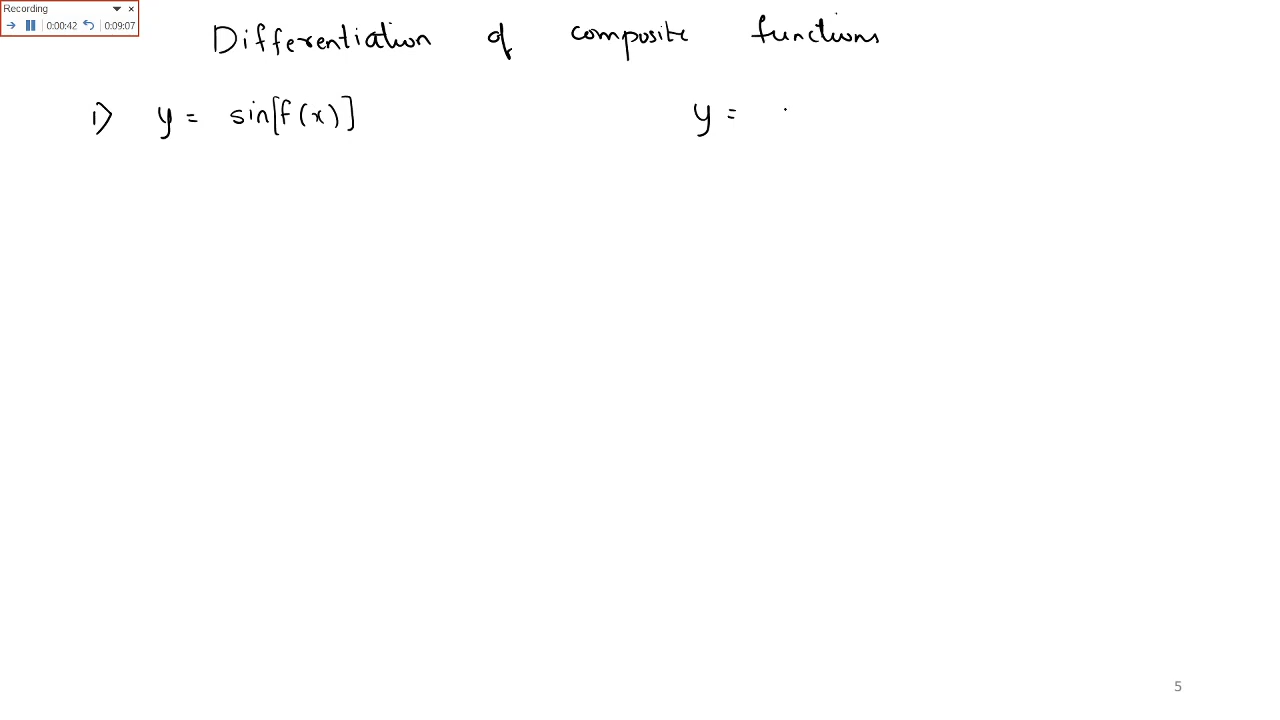 Recording
0:00:42 0:09:07
Differentiation of composite functions
1) y = sin[f(x)] y =
5